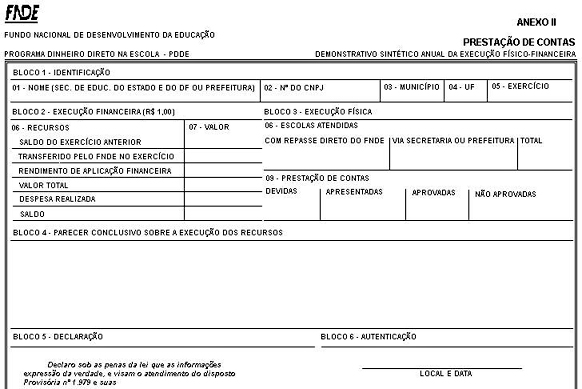 FNDE
ANEXO II
FUNDO NACIONAL DE DESENVOLVIMENTO DA EDUCAÇÃO
PRESTAÇÃO DE CONTAS
PROGRAMA DINHEIRO DIRETO NA ESCOLA - PDDE
DEMONSTRATIVO SINTÉTICO ANUAL DA EXECUÇÃO FÍSICO-FINANCEIRA
BLOCO 1 - IDENTIFICAÇÃO
01 - NOME (SEC. DE EDUC. DO ESTADO E DO DF OU PREFEITURA)
02 - Nº DO CNPJ
03 - MUNICÍPIO
04 - UF
05 - EXERCÍCIO
BLOCO 2 - EXECUÇÃO FINANCEIRA (R$ 1,00)
06 - RECURSOS
07 - VALOR
SALDO DO EXERCÍCIO ANTERIOR
TRANSFERIDO PELO FNDE NO EXERCÍCIO
RENDIMENTO DE APLICAÇÃO FINANCEIRA
VALOR TOTAL
DESPESA REALIZADA
SALDO
BLOCO 3 - EXECUÇÃO FÍSICA
06 - ESCOLAS ATENDIDAS
COM REPASSE DIRETO DO FNDE
VIA SECRETARIA OU PREFEITURA
TOTAL
09 - PRESTAÇÃO DE CONTAS
DEVIDAS
APRESENTADAS
APROVADAS
NÃO APROVADAS
BLOCO 4 - PARECER CONCLUSIVO SOBRE A EXECUÇÃO DOS RECURSOS
BLOCO 5 - DECLARAÇÃO
Declaro sob as penas da lei que as informações
expressão da verdade, e visam o atendimento do disposto
Provisória nº 1.979 e suas
BLOCO 6 - AUTENTICAÇÃO
LOCAL E DATA